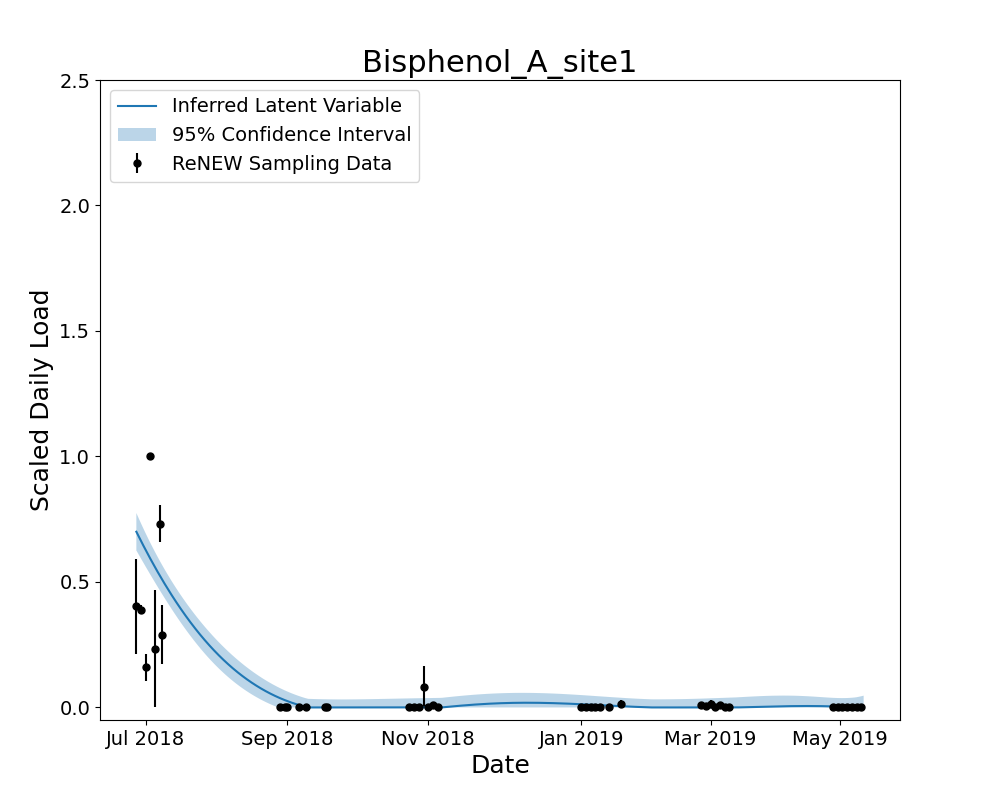 Bisphenol_A_site1
Inferred Latent Variable
95% Confidence Interval
ReNEW Sampling Data
Scaled Daily Load
2.5
2.0
1.5
1.0
0.5
0.0
Jul 2018 Sep 2018 Nov 2018 Jan 2019 Mar 2019 May 2019
Date